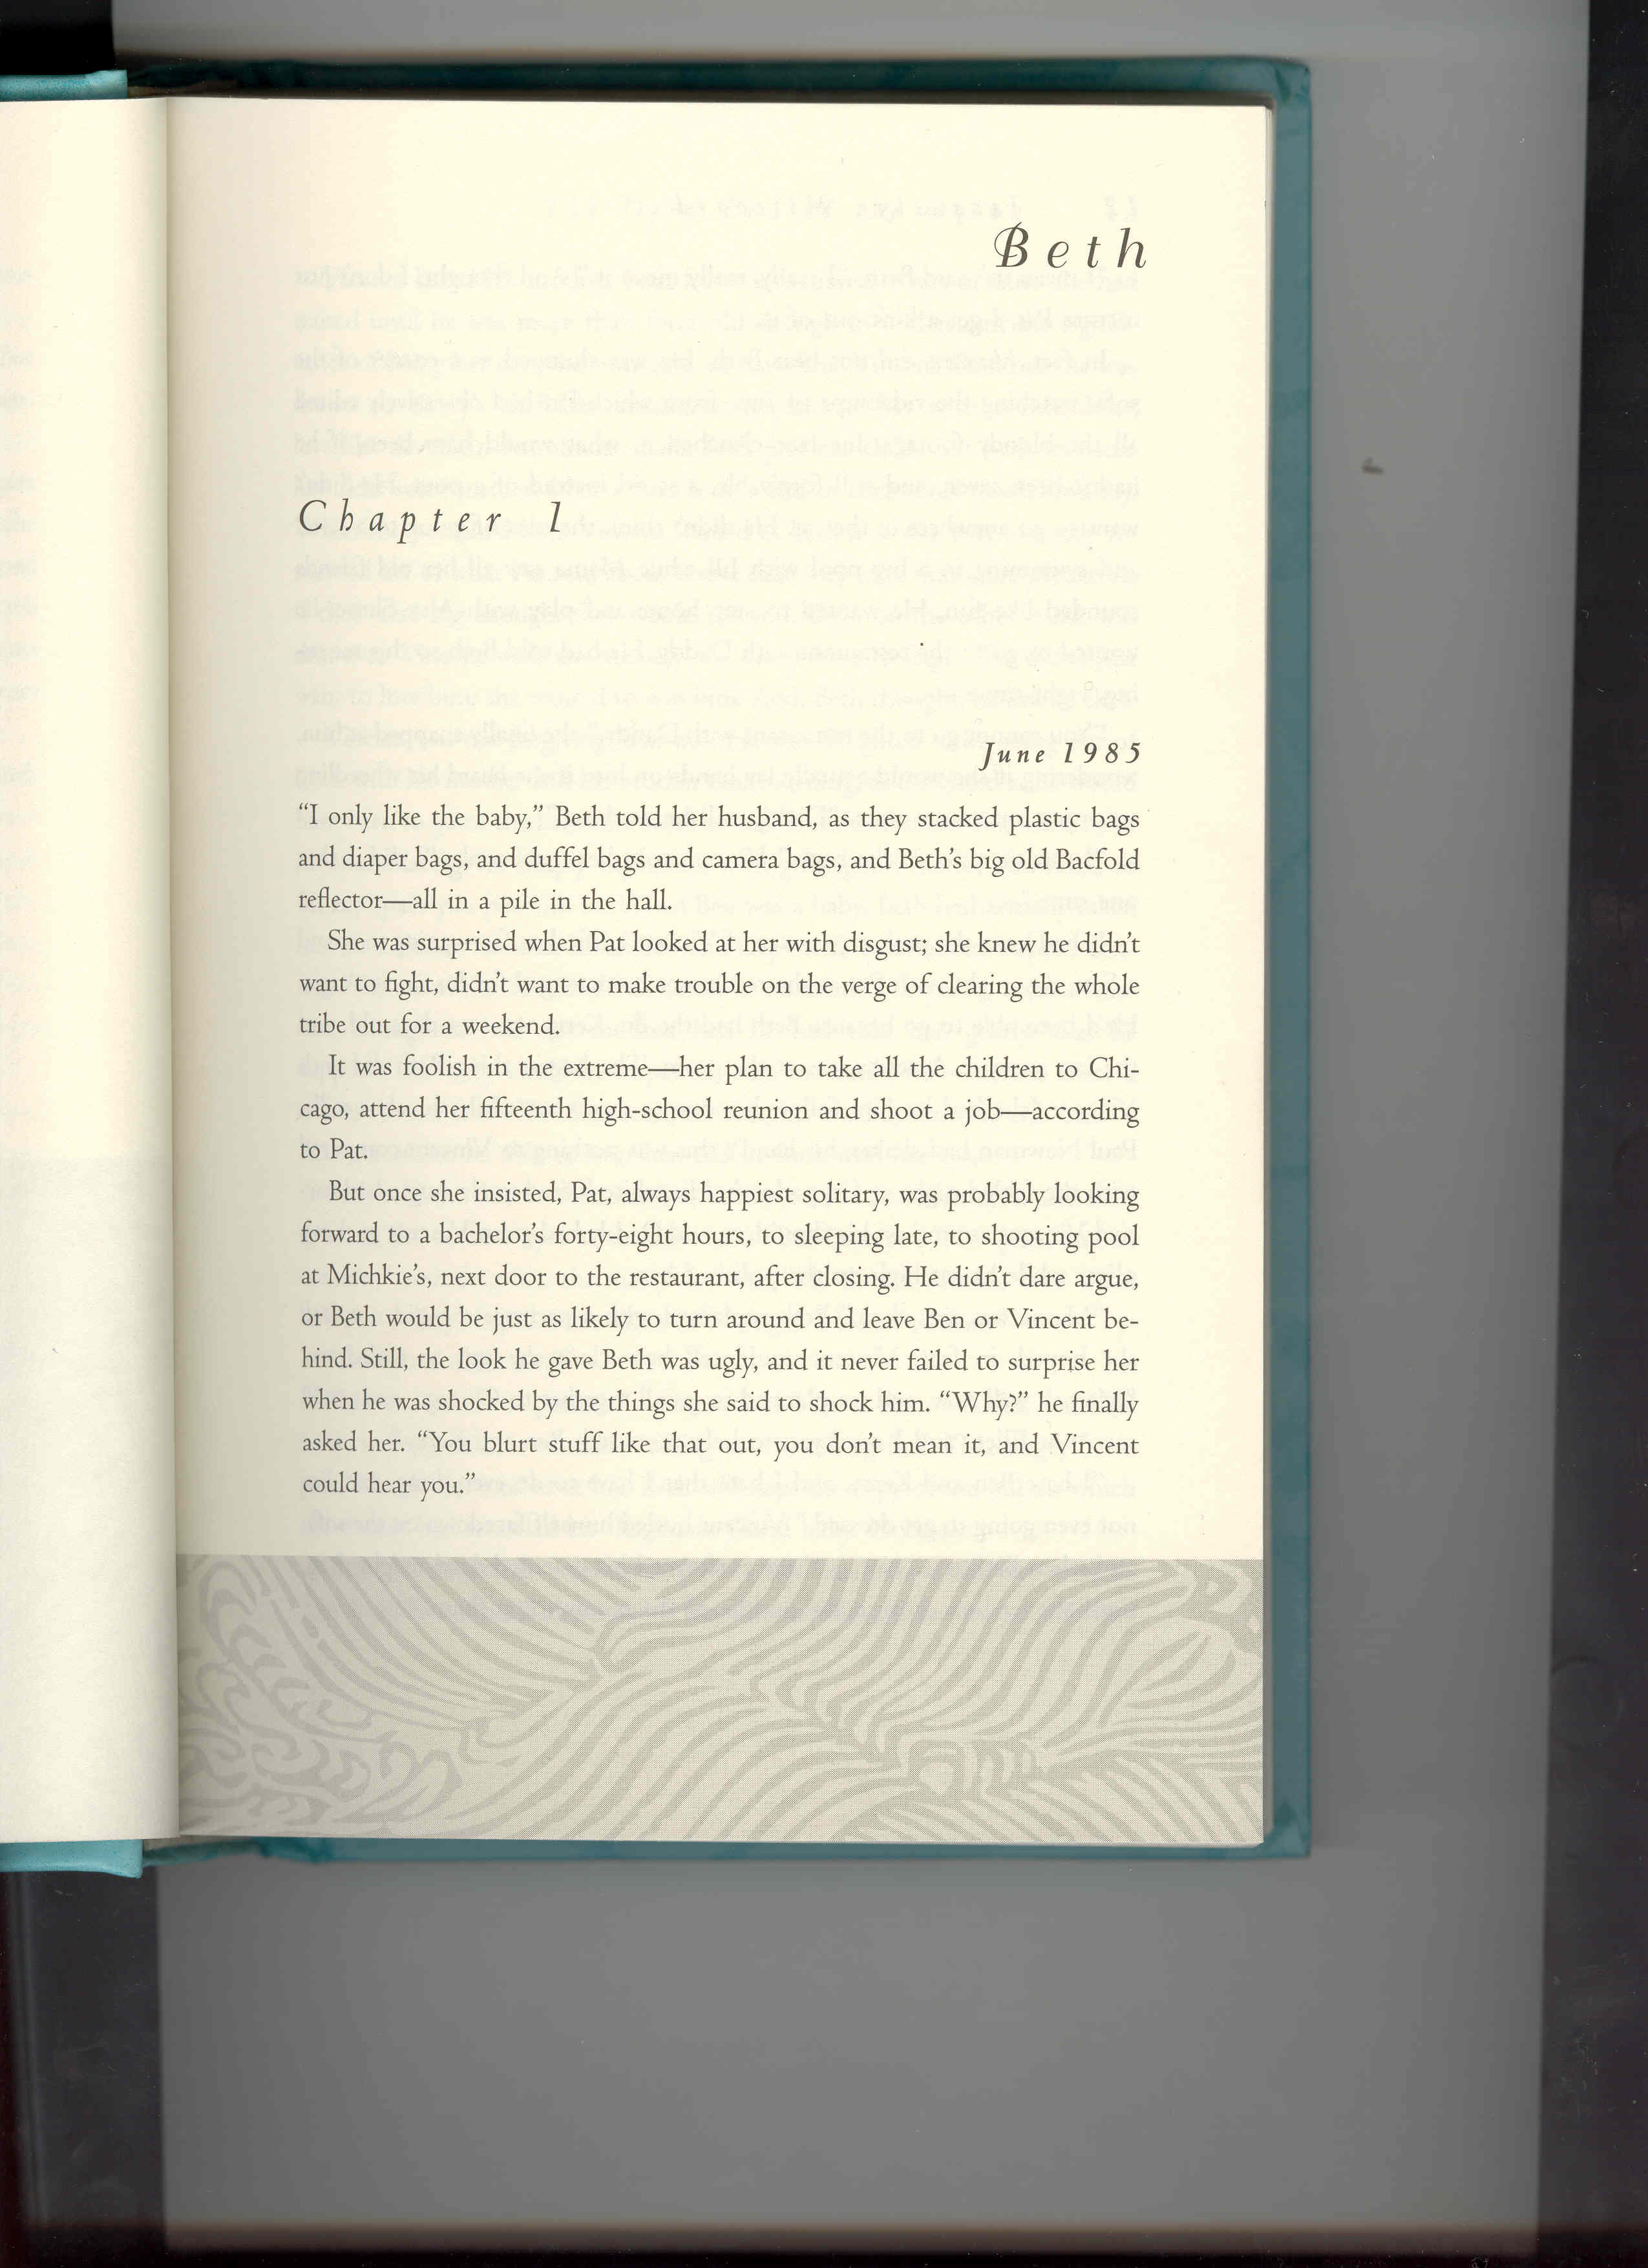 Beth
Chapter 1
June 1985
“I only like the baby,” Beth told her husband, as they stacked plastic bags
and diaper bags, and duffel bags and camera bags, and Beth’s big old Bacfold
reflector—all in a pile in the hall.
She was surprised when Pat looked at her with disgust; she knew he didn’t
want to fight, didn’t want to make trouble on the verge of clearing the whole
tribe out for a weekend.
It was foolish in the extreme—her plan to take all the children to Chi-
cago, attend her fifteenth high-school reunion and shoot a job—according
to Pat.
But once she insisted, Pat, always happiest solitary, was probably looking
forward to a bachelor’s forty-eight hours, to sleeping late, to shooting pool
at Michkie’s, next door to the restaurant, after closing. He didn’t dare argue,
or Beth would be just as likely to turn around and leave Ben or Vincent be-
hind. Still, the look he gave Beth was ugly, and it never failed to surprise her
when he was shocked by the things she said to shock him. “Why?” he finally
asked her. “You blurt stuff like that out, you don’t mean it, and Vincent
could hear you.”